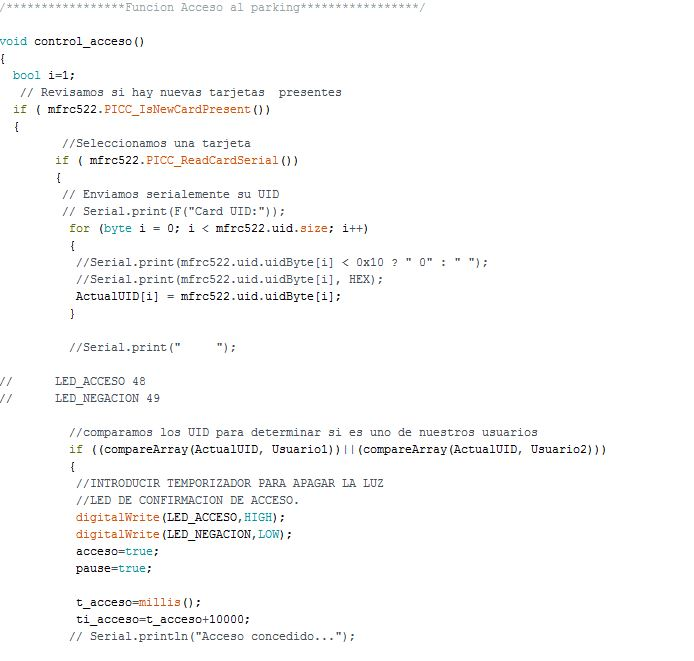 /*****************Funcion Acceso al parking*****************/
void control_acceso()
{
bool i=1;
// Revisamos si hay nuevas tarjetas  presentes
if ( mfrc522.PICC_IsNewCardPresent())
{
//Seleccionamos una tarjeta
if ( mfrc522.PICC_ReadCardSerial())
{
// Enviamos serialemente su UID
// Serial.print(F("Card UID:"));
for (byte i = 0; i < mfrc522.uid.size; i++)
{
//Serial.print(mfrc522.uid.uidByte[i] < 0x10 ? " 0" : " ");
//Serial.print(mfrc522.uid.uidByte[i], HEX);
ActualUID[i] = mfrc522.uid.uidByte[i];
}
//Serial.print("     ");
//      LED_ACCESO 48
//      LED_NEGACION 49
//comparamos los UID para determinar si es uno de nuestros usuarios
if ((compareArray(ActualUID, Usuario1))||(compareArray(ActualUID, Usuario2)))
{
//INTRODUCIR TEMPORIZADOR PARA APAGAR LA LUZ
//LED DE CONFIRMACION DE ACCESO.
digitalWrite(LED_ACCESO,HIGH);
digitalWrite(LED_NEGACION,LOW);
acceso=true;
pause=true;
t_acceso=millis();
ti_acceso=t_acceso+10000;
// Serial.println("Acceso concedido...");